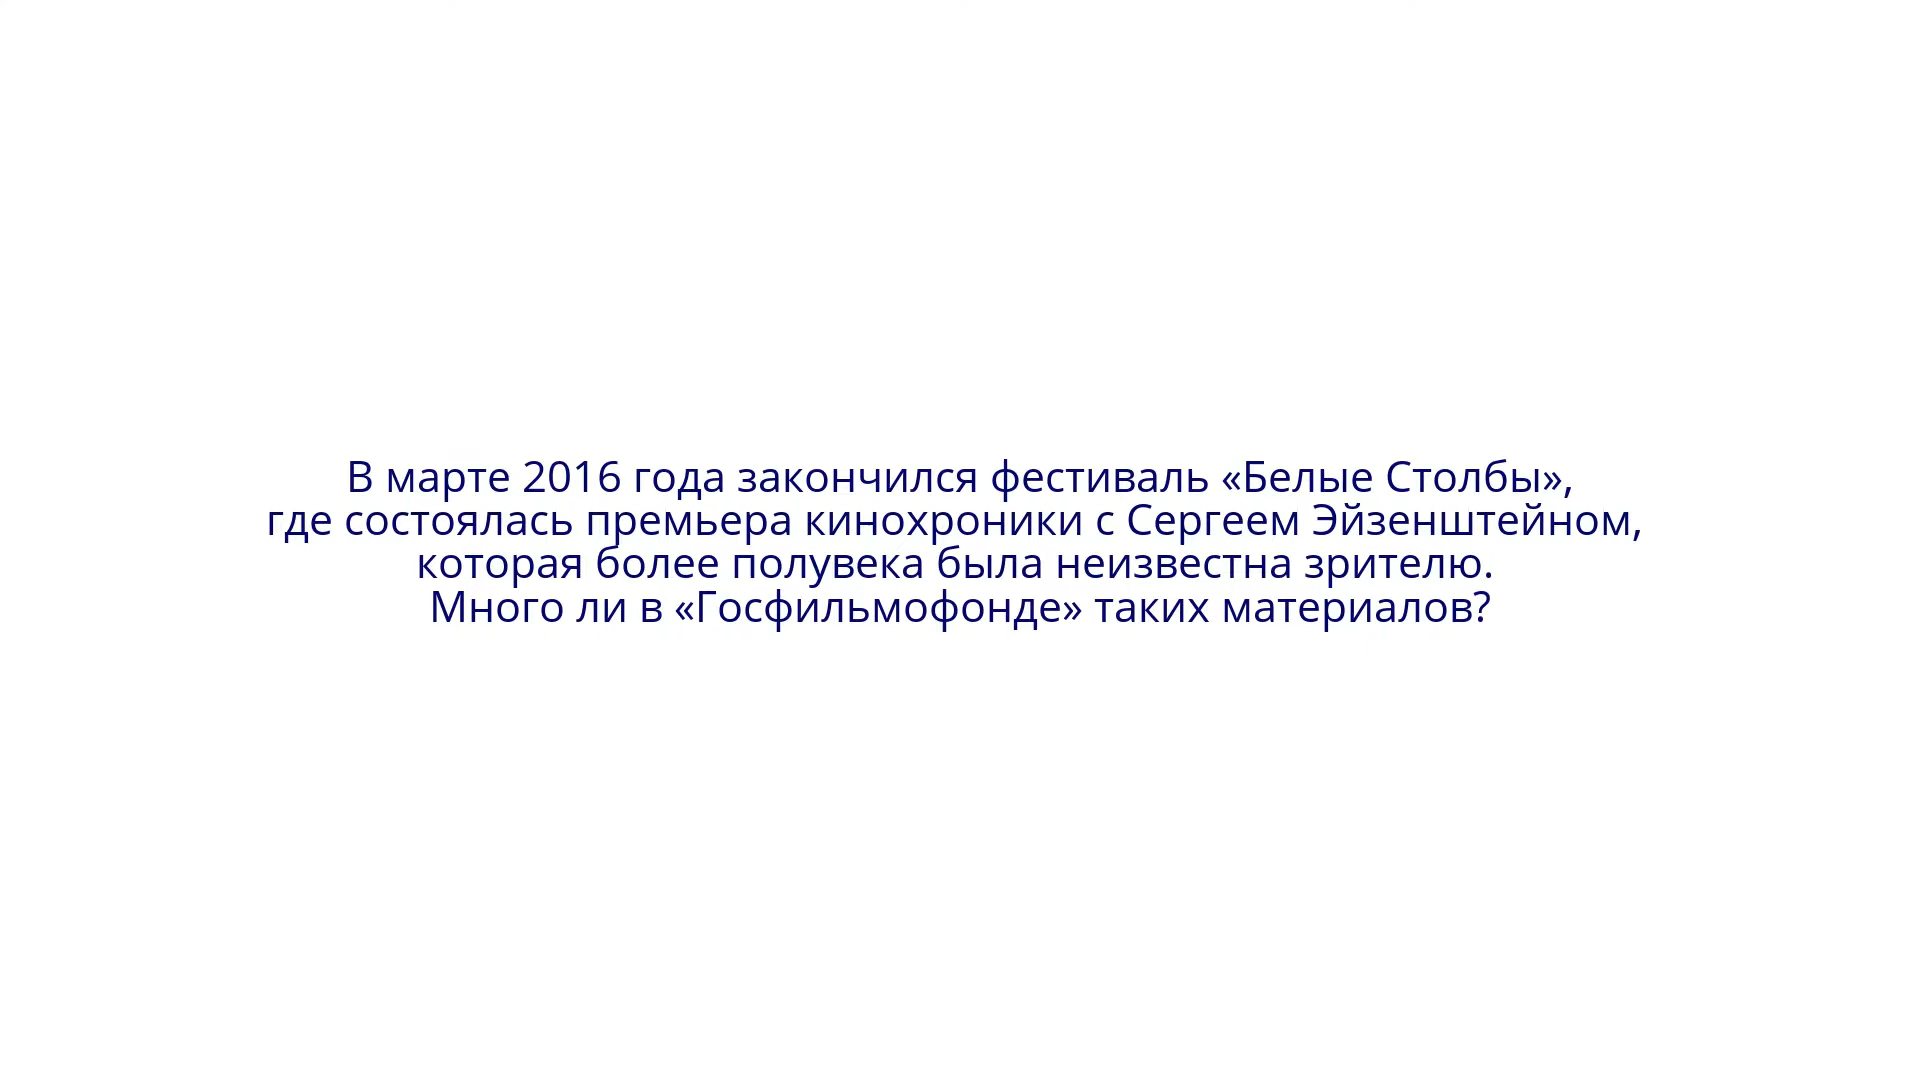 В марте 2016 года закончился фестиваль «Белые Столбы»,
где состоялась премьера кинохроники с Сергеем Эйзенштейном,
которая более полувека была неизвестна зрителю.
Много ли в «Госфильмофонде» таких материалов?